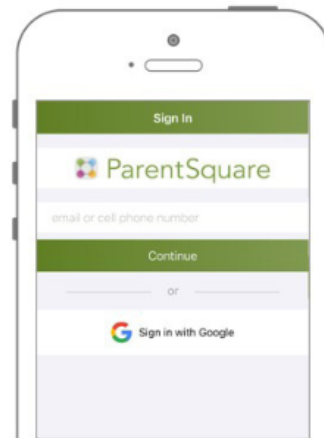 Sign In
ParentSquare
email or cell phone number
Continue
or
Sign in with Google